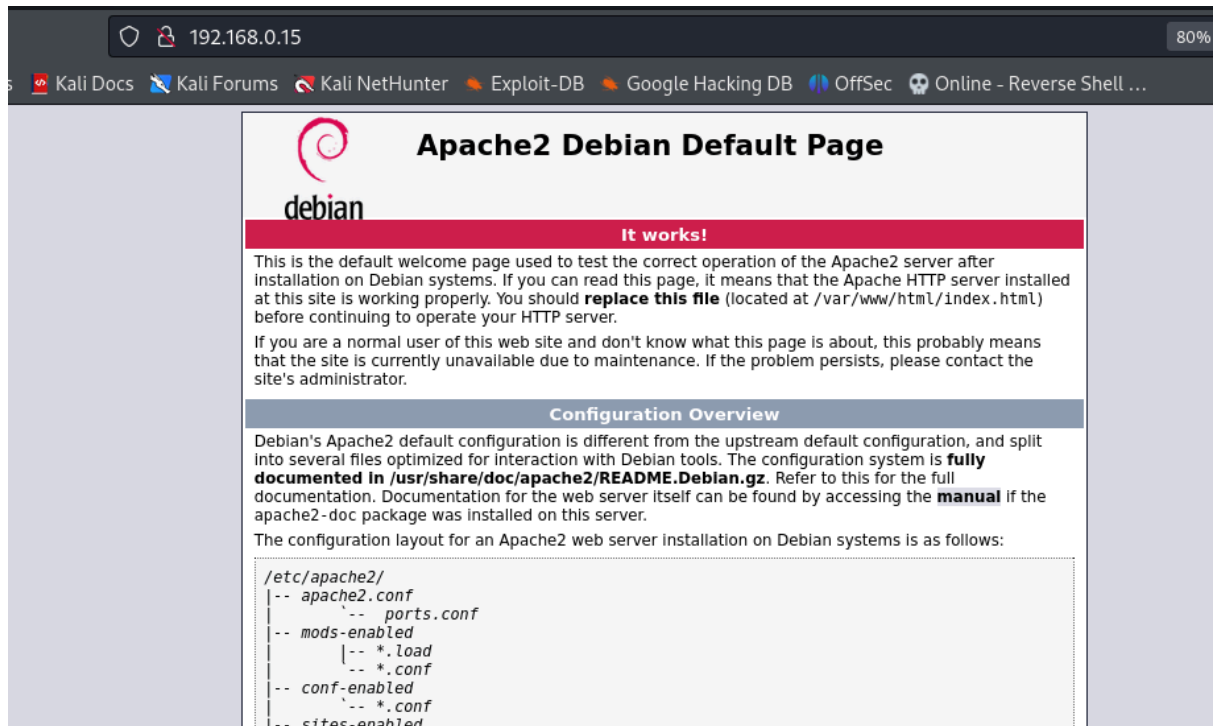 192.168.0.15
80%
s Kali Docs Kali Forums Kali NetHunter Exploit-DB Google Hacking DB OffSec Online - Reverse Shell ...
Apache2 Debian Default Page
debian
It works!
This is the default welcome page used to test the correct operation of the Apache2 server after
installation on Debian systems. If you can read this page, it means that the Apache HTTP server installed
at this site is working properly. You should replace this file (located at /var/www/html/index.html)
before continuing to operate your HTTP server.
If you are a normal user of this web site and don't know what this page is about, this probably means
that the site is currently unavailable due to maintenance. If the problem persists, please contact the
site's administrator.
Configuration Overview
Debian's Apache2 default configuration is different from the upstream default configuration, and split
into several files optimized for interaction with Debian tools. The configuration system is fully
documented in /usr/share/doc/apache2/README.Debian.gz. Refer to this for the full
documentation. Documentation for the web server itself can be found by accessing the manual if the
apache2-doc package was installed on this server.
The configuration layout for an Apache2 web server installation on Debian systems is as follows:
/etc/apache2/
|-- apache2.conf
|       `--  ports.conf
|-- mods-enabled
|       |-- *.load
|       `-- *.conf
|-- conf-enabled
|       `-- *.conf
|-- sites-enabled